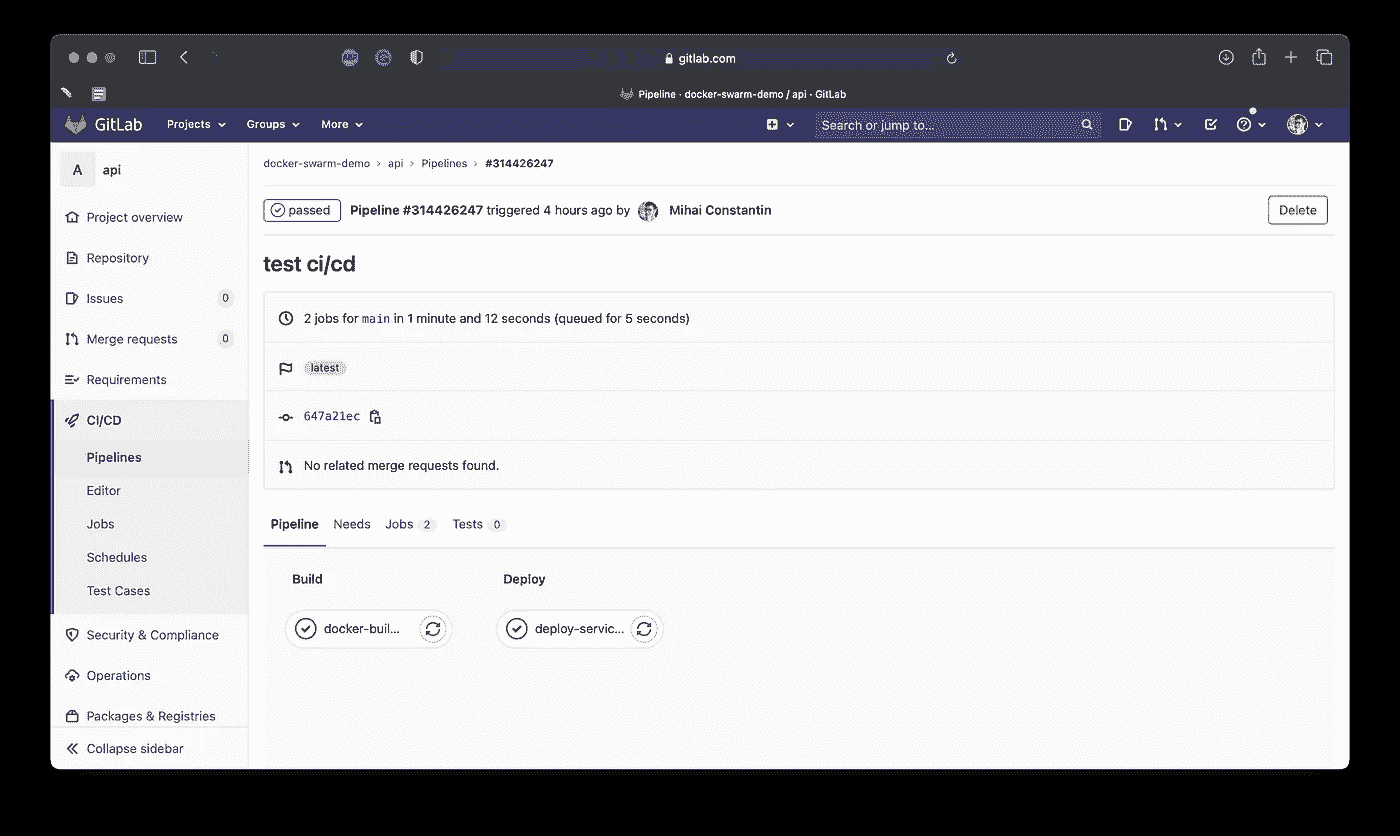 gitlab.com
Pipeline · docker-swarm-demo / api · GitLab
GitLab Projects Groups More Search or jump to...
A api
Project overview
Repository
Issues 0
Merge requests 0
Requirements
CI/CD
Pipelines
Editor
Jobs
Schedules
Test Cases
Security & Compliance
Operations
Packages & Registries
Collapse sidebar
docker-swarm-demo › api › Pipelines › #314426247
passed Pipeline #314426247 triggered 4 hours ago by Mihai Constantin Delete
test ci/cd
2 jobs for main in 1 minute and 12 seconds (queued for 5 seconds)
latest
647a21ec
No related merge requests found.
Pipeline Needs Jobs 2 Tests 0
Build Deploy
docker-buil... deploy-servic...